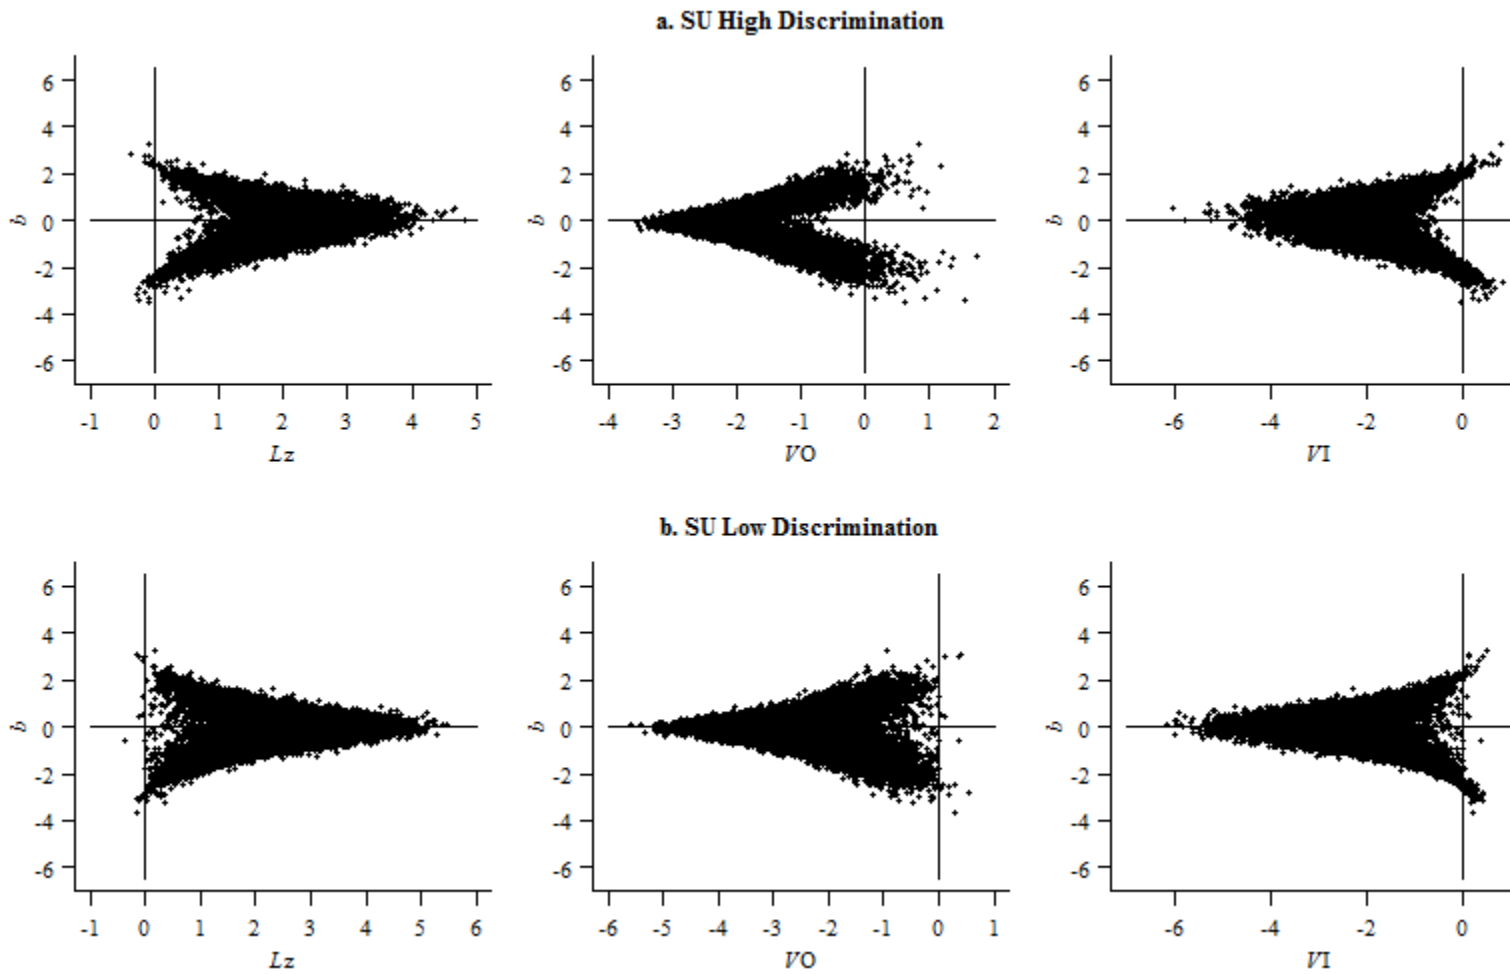 a. SU High Discrimination
6 6 6
4 4 4
2 2 2
b 0 b 0 b 0
-2 -2 -2
-4 -4 -4
-6 -6 -6
-1 0 1 2 3 4 5 -4 -3 -2 -1 0 1 2 -6 -4 -2 0
Lz VO VI
b. SU Low Discrimination
6 6 6
4 4 4
2 2 2
b 0 b 0 b 0
-2 -2 -2
-4 -4 -4
-6 -6 -6
-1 0 1 2 3 4 5 6 -6 -5 -4 -3 -2 -1 0 1 -6 -4 -2 0
Lz VO VI